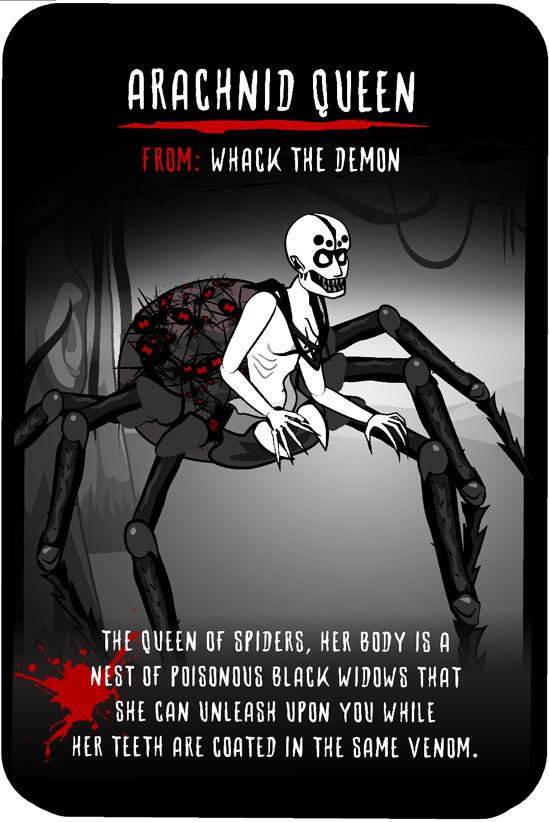 ARACHNID QUEEN
FROM: WHACK THE DEMON
THE QUEEN OF SPIDERS, HER BODY IS A
NEST OF POISONOUS BLACK WIDOWS THAT
SHE CAN UNLEASH UPON YOU WHILE
HER TEETH ARE COATED IN THE SAME VENOM.